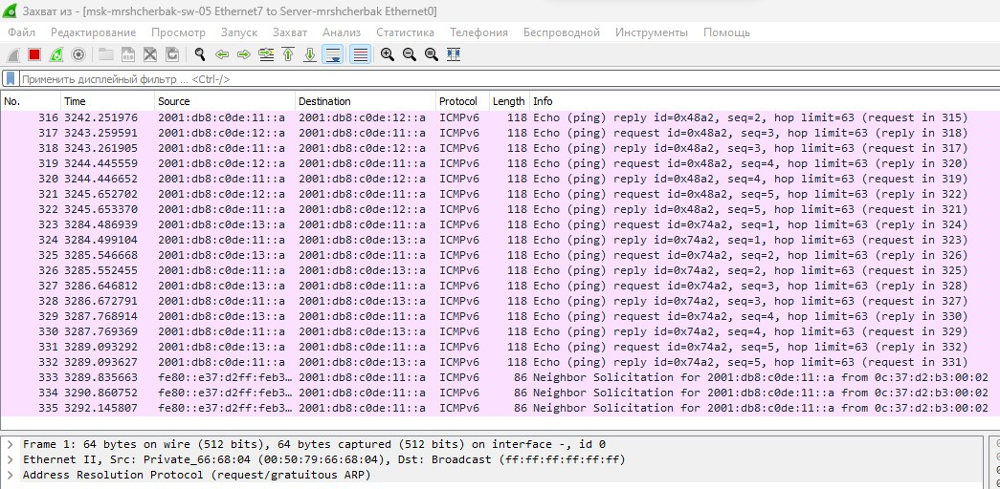 Захват из - [msk-mrshcherbak-sw-05 Ethernet7 to Server-mrshcherbak Ethernet0]
Файл Редактирование Просмотр Запуск Захват Анализ Статистика Телефония Беспроводной Инструменты Помощь
Применить дисплейный фильтр ... <Ctrl-/>
No. Time Source Destination Protocol Length Info
316 3242.251976 2001:db8:c0de:11::a 2001:db8:c0de:12::a ICMPv6 118 Echo (ping) reply id=0x48a2, seq=2, hop limit=63 (request in 315)
317 3243.259591 2001:db8:c0de:12::a 2001:db8:c0de:11::a ICMPv6 118 Echo (ping) request id=0x48a2, seq=3, hop limit=63 (reply in 318)
318 3243.261905 2001:db8:c0de:11::a 2001:db8:c0de:12::a ICMPv6 118 Echo (ping) reply id=0x48a2, seq=3, hop limit=63 (request in 317)
319 3244.445559 2001:db8:c0de:12::a 2001:db8:c0de:11::a ICMPv6 118 Echo (ping) request id=0x48a2, seq=4, hop limit=63 (reply in 320)
320 3244.446652 2001:db8:c0de:11::a 2001:db8:c0de:12::a ICMPv6 118 Echo (ping) reply id=0x48a2, seq=4, hop limit=63 (request in 319)
321 3245.652702 2001:db8:c0de:12::a 2001:db8:c0de:11::a ICMPv6 118 Echo (ping) request id=0x48a2, seq=5, hop limit=63 (reply in 322)
322 3245.653370 2001:db8:c0de:11::a 2001:db8:c0de:12::a ICMPv6 118 Echo (ping) reply id=0x48a2, seq=5, hop limit=63 (request in 321)
323 3284.486939 2001:db8:c0de:13::a 2001:db8:c0de:11::a ICMPv6 118 Echo (ping) request id=0x74a2, seq=1, hop limit=63 (reply in 324)
324 3284.499104 2001:db8:c0de:11::a 2001:db8:c0de:13::a ICMPv6 118 Echo (ping) reply id=0x74a2, seq=1, hop limit=63 (request in 323)
325 3285.546668 2001:db8:c0de:13::a 2001:db8:c0de:11::a ICMPv6 118 Echo (ping) request id=0x74a2, seq=2, hop limit=63 (reply in 326)
326 3285.552455 2001:db8:c0de:11::a 2001:db8:c0de:13::a ICMPv6 118 Echo (ping) reply id=0x74a2, seq=2, hop limit=63 (request in 325)
327 3286.646812 2001:db8:c0de:13::a 2001:db8:c0de:11::a ICMPv6 118 Echo (ping) request id=0x74a2, seq=3, hop limit=63 (reply in 328)
328 3286.672791 2001:db8:c0de:11::a 2001:db8:c0de:13::a ICMPv6 118 Echo (ping) reply id=0x74a2, seq=3, hop limit=63 (request in 327)
329 3287.768914 2001:db8:c0de:13::a 2001:db8:c0de:11::a ICMPv6 118 Echo (ping) request id=0x74a2, seq=4, hop limit=63 (reply in 330)
330 3287.769369 2001:db8:c0de:11::a 2001:db8:c0de:13::a ICMPv6 118 Echo (ping) reply id=0x74a2, seq=4, hop limit=63 (request in 329)
331 3289.093292 2001:db8:c0de:13::a 2001:db8:c0de:11::a ICMPv6 118 Echo (ping) request id=0x74a2, seq=5, hop limit=63 (reply in 332)
332 3289.093627 2001:db8:c0de:11::a 2001:db8:c0de:13::a ICMPv6 118 Echo (ping) reply id=0x74a2, seq=5, hop limit=63 (request in 331)
333 3289.835663 fe80::e37:d2ff:feb3… 2001:db8:c0de:11::a ICMPv6 86 Neighbor Solicitation for 2001:db8:c0de:11::a from 0c:37:d2:b3:00:02
334 3290.860752 fe80::e37:d2ff:feb3… 2001:db8:c0de:11::a ICMPv6 86 Neighbor Solicitation for 2001:db8:c0de:11::a from 0c:37:d2:b3:00:02
335 3292.145807 fe80::e37:d2ff:feb3… 2001:db8:c0de:11::a ICMPv6 86 Neighbor Solicitation for 2001:db8:c0de:11::a from 0c:37:d2:b3:00:02
Frame 1: 64 bytes on wire (512 bits), 64 bytes captured (512 bits) on interface -, id 0
Ethernet II, Src: Private_66:68:04 (00:50:79:66:68:04), Dst: Broadcast (ff:ff:ff:ff:ff:ff)
Address Resolution Protocol (request/gratuitous ARP)